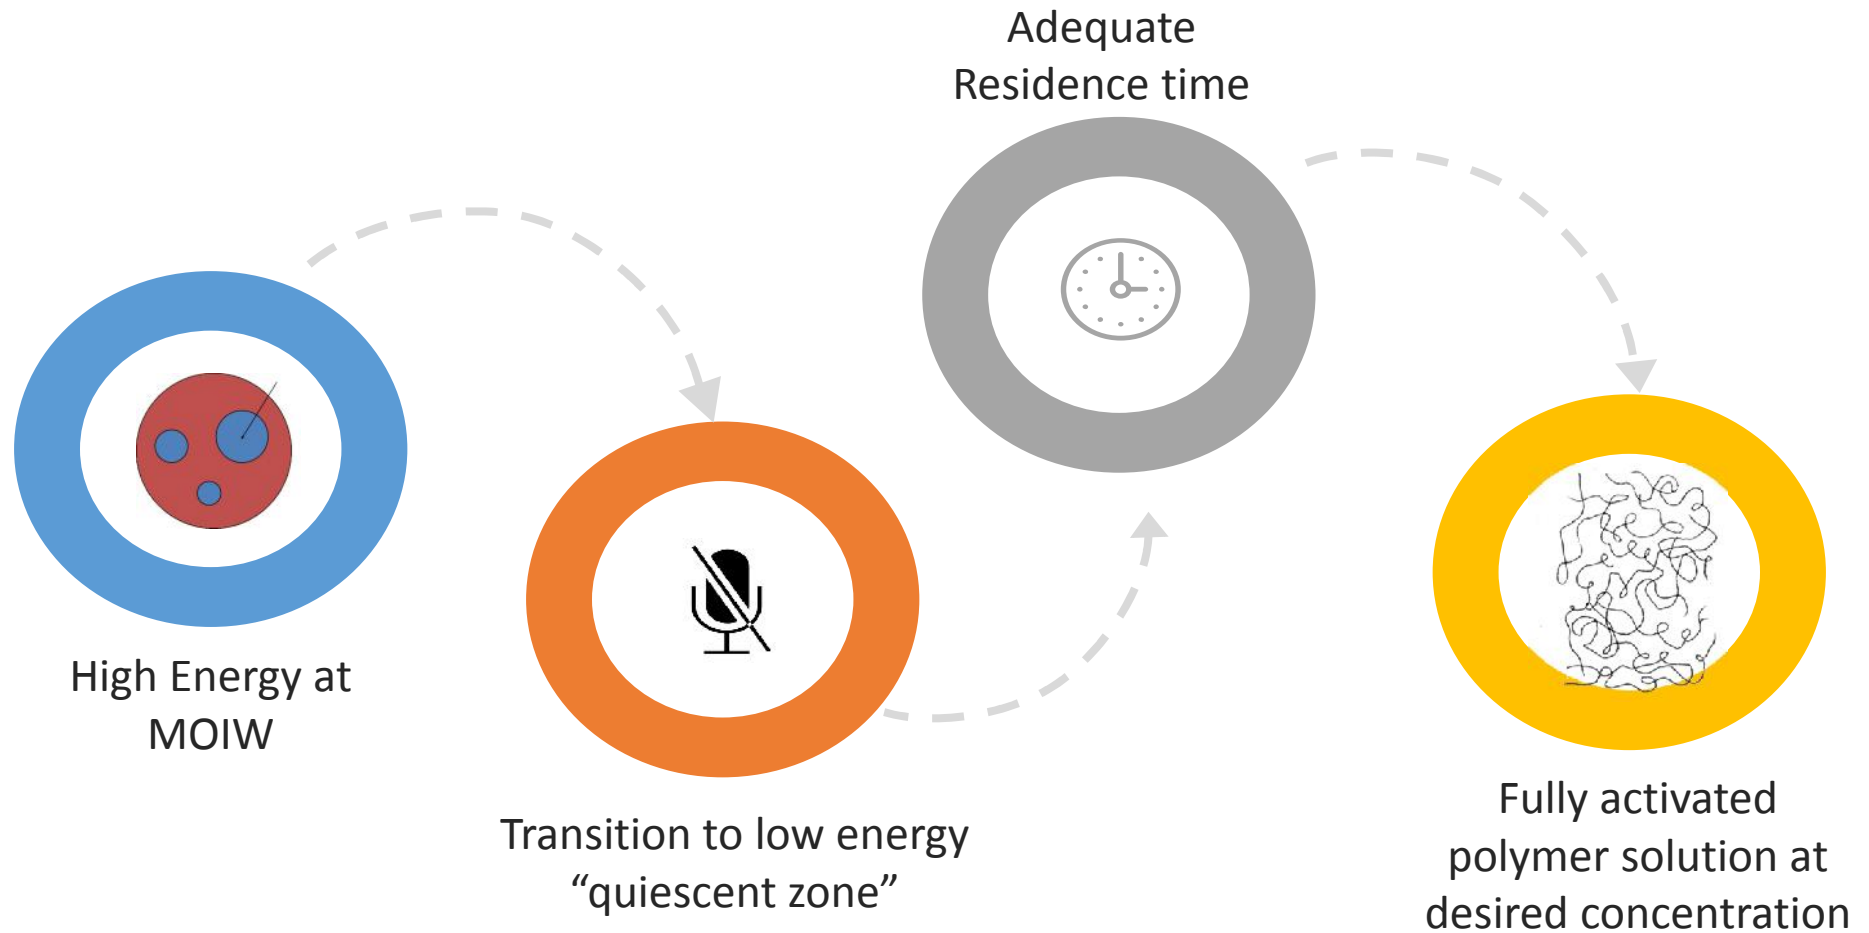 High Energy at
MOIW
Transition to low energy
“quiescent zone”
Adequate
Residence time
Fully activated
polymer solution at
desired concentration